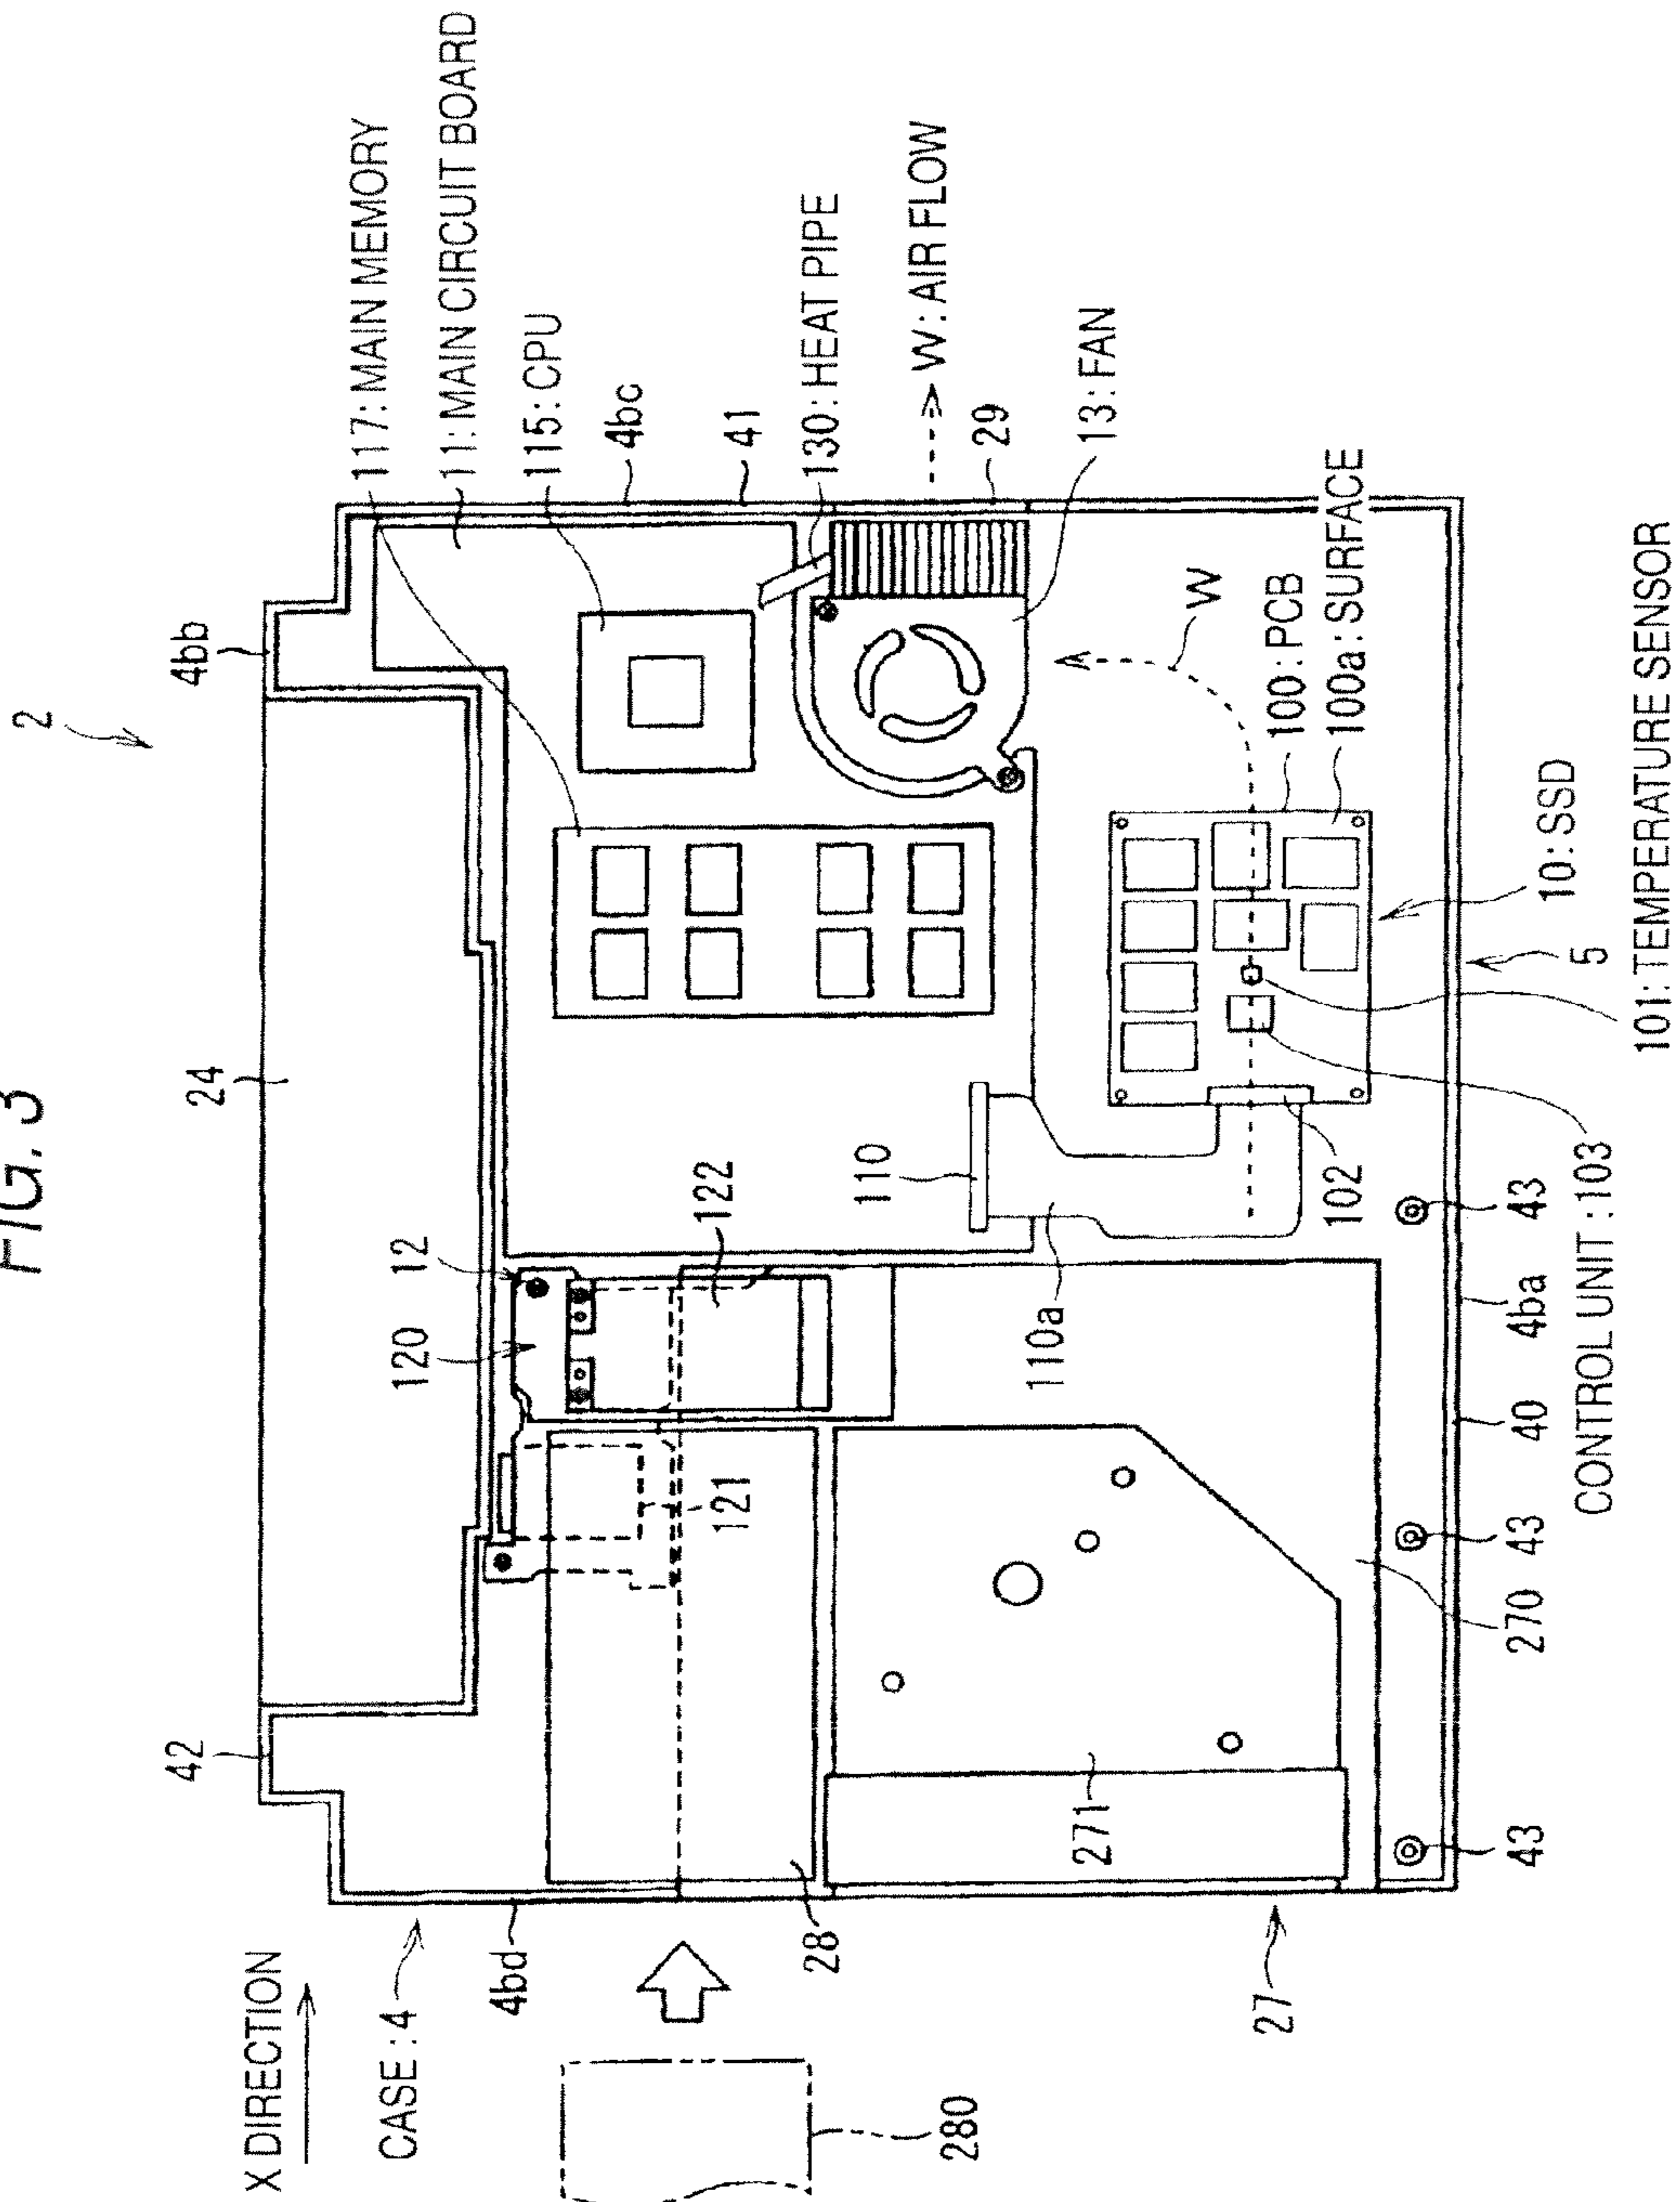 FIG. 3
2
X DIRECTION
CASE : 4
42
24
4bb
117 : MAIN MEMORY
11 : MAIN CIRCUIT BOARD
115 : CPU
4bc
41
130 : HEAT PIPE
W : AIR FLOW
29
13 : FAN
4bd
120
12
122
121
110
110a
28
280
W
100 : PCB
100a : SURFACE
10 : SSD
5
101 : TEMPERATURE SENSOR
102
CONTROL UNIT : 103
43
4ba
40
43
270
43
271
27